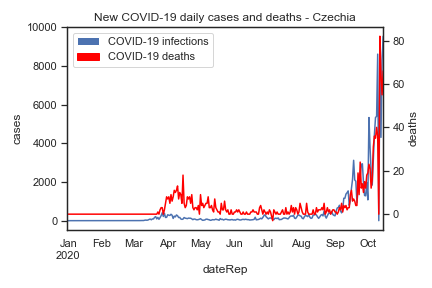 New COVID-19 daily cases and deaths - Czechia
COVID-19 infections
COVID-19 deaths
10000
8000
6000
4000
2000
0
cases
80
60
40
20
0
deaths
Jan Feb Mar Apr May Jun Jul Aug Sep Oct
2020
dateRep